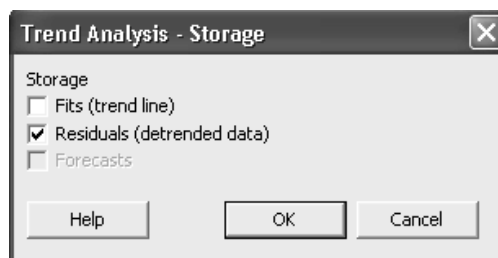 Trend Analysis - Storage
Storage
Fits (trend line)
Residuals (detrended data)
Forecasts
Help OK Cancel